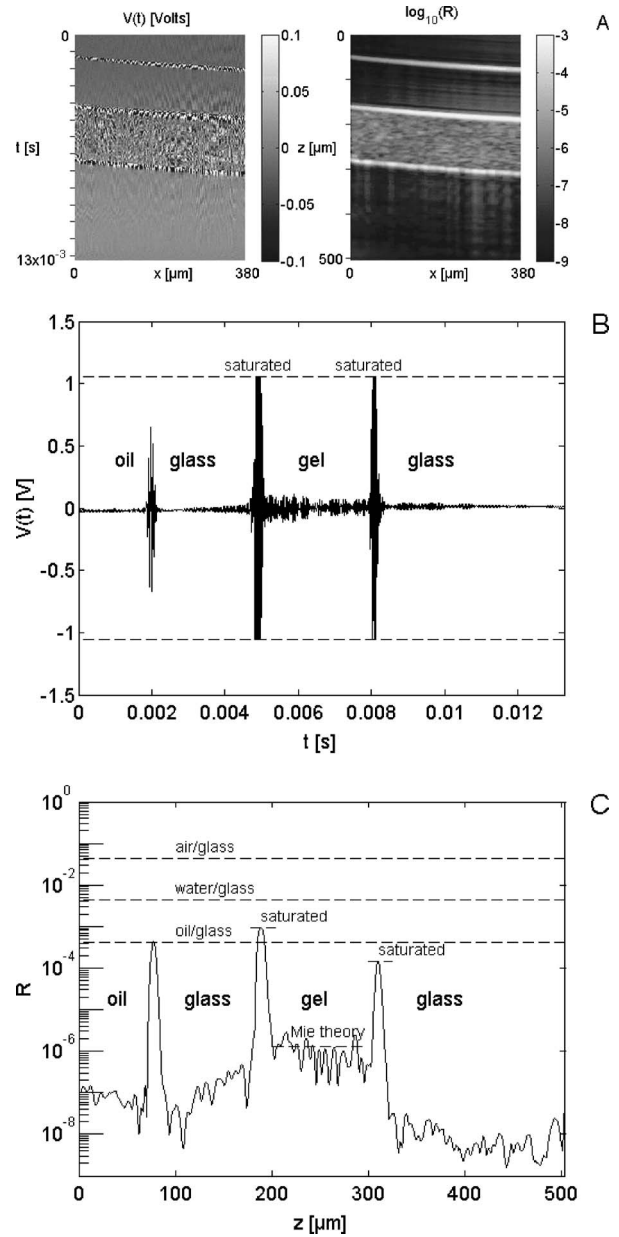 V(t) [Volts]
log10(R)
A
0
0.1
0
-3
-4
0.05
-5
t [s]
0
z [µm]
-6
-7
-0.05
-8
13x10-3
-0.1
500
-9
0
x [µm]
380
0
x [µm]
380
B
1.5
saturated
saturated
1
0.5
oil
glass
gel
glass
V(t) [V]
0
-0.5
-1
-1.5
0
0.002
0.004
0.006
0.008
0.01
0.012
t [s]
C
10 0
air/glass
10 -2
water/glass
saturated
oil/glass
saturated
10 -4
R
oil
glass
gel
glass
Mie theory
10 -6
10 -8
0
100
200
300
400
500
z [µm]